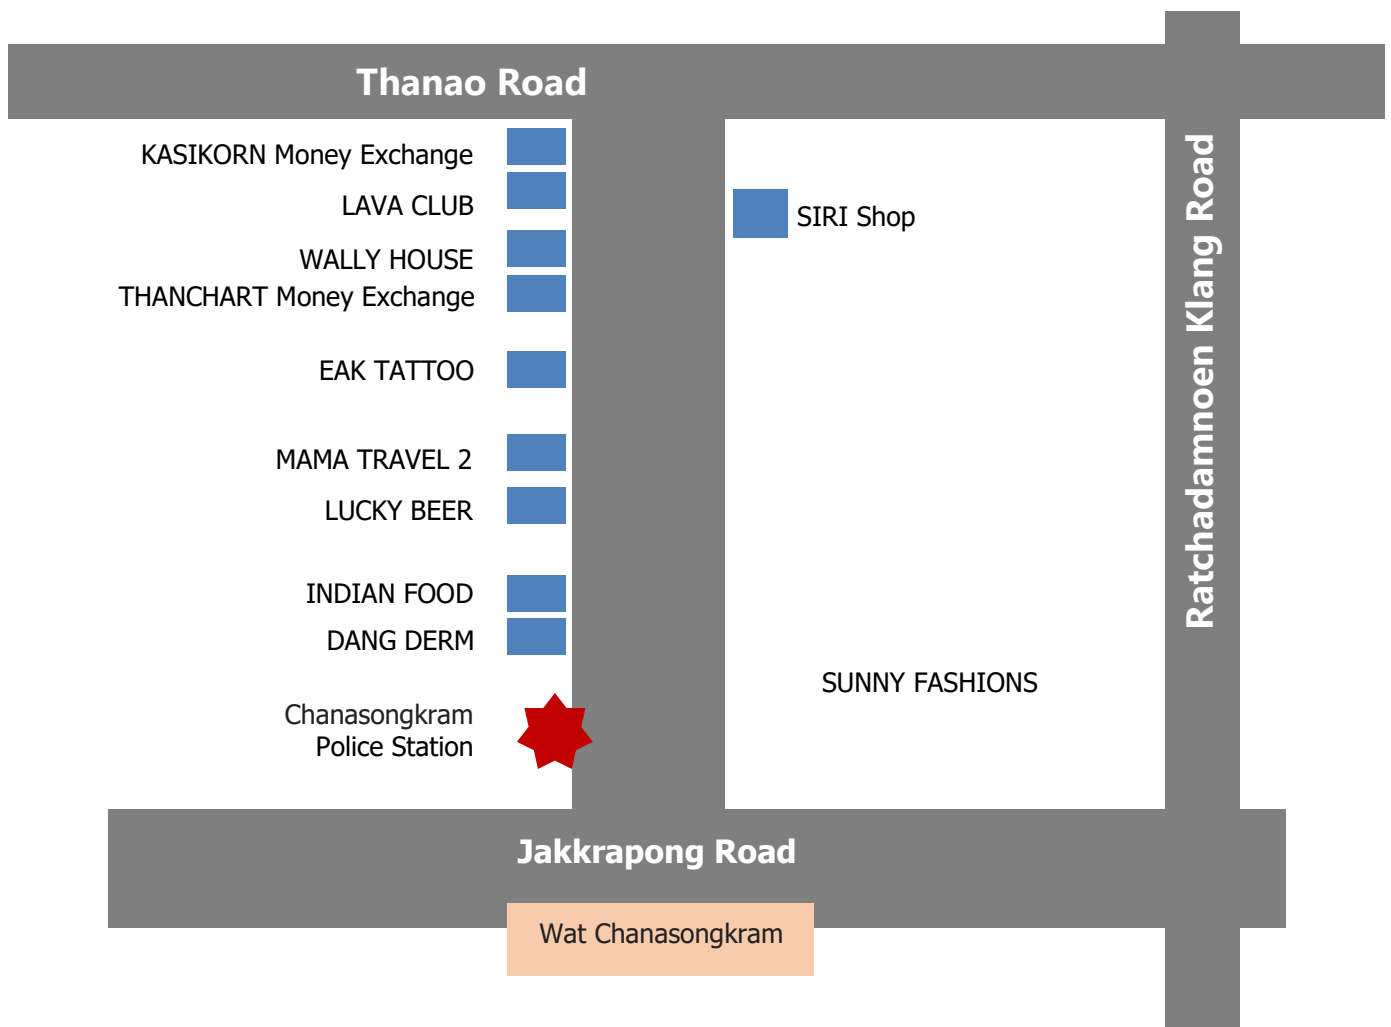 Thanao Road
KASIKORN Money Exchange
LAVA CLUB
SIRI Shop
WALLY HOUSE
THANCHART Money Exchange
EAK TATTOO
MAMA TRAVEL 2
LUCKY BEER
INDIAN FOOD
DANG DERM
SUNNY FASHIONS
Chanasongkram
Police Station
Ratchadamnoen Klang Road
Jakkrapong Road
Wat Chanasongkram